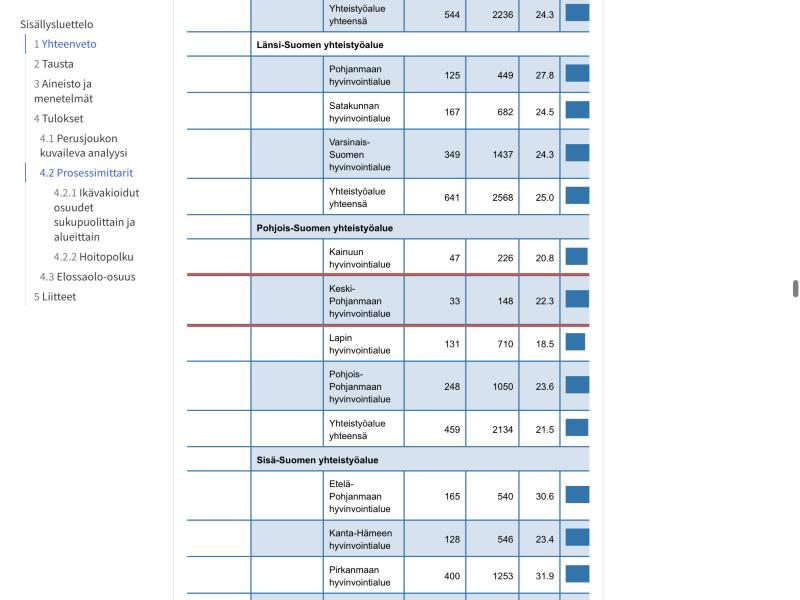 Sisällysluettelo
1 Yhteenveto
2 Tausta
3 Aineisto ja
menetelmät
4 Tulokset
4.1 Perusjoukon
kuvaileva analyysi
4.2 Prosessimittarit
4.2.1 Ikävakioidut
osuudet
sukupuolittain ja
alueittain
4.2.2 Hoitopolku
4.3 Elossaolo-osuus
5 Liitteet
Yhteistyöalue
yhteensä 544 2236 24.3
Länsi-Suomen yhteistyöalue
Pohjanmaan
hyvinvointialue 125 449 27.8
Satakunnan
hyvinvointialue 167 682 24.5
Varsinais-
Suomen
hyvinvointialue 349 1437 24.3
Yhteistyöalue
yhteensä 641 2568 25.0
Pohjois-Suomen yhteistyöalue
Kainuun
hyvinvointialue 47 226 20.8
Keski-
Pohjanmaan
hyvinvointialue 33 148 22.3
Lapin
hyvinvointialue 131 710 18.5
Pohjois-
Pohjanmaan
hyvinvointialue 248 1050 23.6
Yhteistyöalue
yhteensä 459 2134 21.5
Sisä-Suomen yhteistyöalue
Etelä-
Pohjanmaan
hyvinvointialue 165 540 30.6
Kanta-Hämeen
hyvinvointialue 128 546 23.4
Pirkanmaan
hyvinvointialue 400 1253 31.9